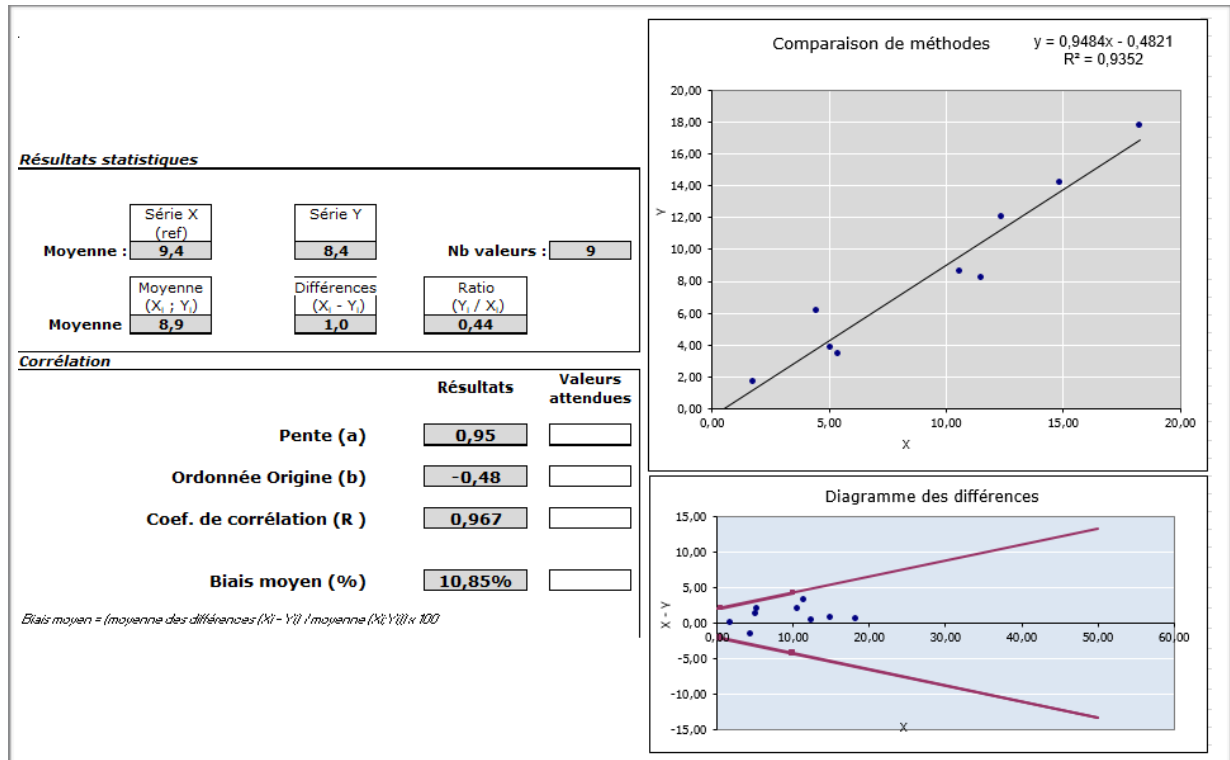 Résultats statistiques
Série X
(ref)
Série Y
Moyenne : 9,4 8,4 Nb valeurs : 9
Moyenne
(Xi ; Yi)
Différences
(Xi - Yi)
Ratio
(Yi / Xi)
Moyenne 8,9 1,0 0,44
Corrélation
Résultats Valeurs
attendues
Pente (a) 0,95
Ordonnée Origine (b) -0,48
Coef. de corrélation (R ) 0,967
Biais moyen (%) 10,85%
Biais moyen = (moyenne des différences (Xi - Yi) / moyenne (Xi;Yi)) x 100
Comparaison de méthodes
y = 0,9484x - 0,4821
R² = 0,9352
20,00
18,00
16,00
14,00
12,00
10,00
8,00
6,00
4,00
2,00
0,00
Y
0,00 5,00 10,00 15,00 20,00
X
Diagramme des différences
15,00
10,00
5,00
0,00
-5,00
-10,00
-15,00
X - Y
0,00 10,00 20,00 30,00 40,00 50,00 60,00
X